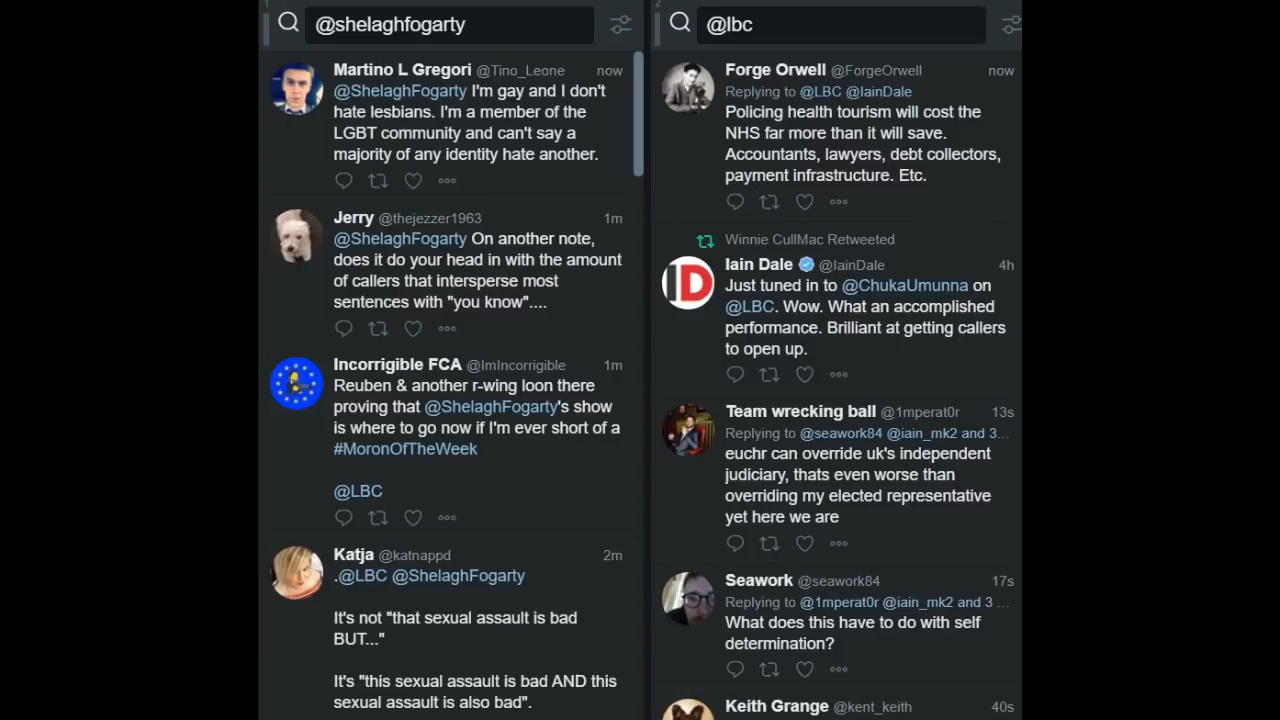 1
@shelaghfogarty
Martino L Gregori @Tino_Leone now
@ShelaghFogarty I'm gay and I don't
hate lesbians. I'm a member of the
LGBT community and can't say a
majority of any identity hate another.
Jerry @thejezzer1963 1m
@ShelaghFogarty On another note,
does it do your head in with the amount
of callers that intersperse most
sentences with "you know"....
Incorrigible FCA @ImIncorrigible 1m
Reuben & another r-wing loon there
proving that @ShelaghFogarty's show
is where to go now if I'm ever short of a
#MoronOfTheWeek
@LBC
Katja @katnappd 2m
.@LBC @ShelaghFogarty
It's not "that sexual assault is bad
BUT..."
It's "this sexual assault is bad AND this
sexual assault is also bad".
2
@lbc
Forge Orwell @ForgeOrwell now
Replying to @LBC @IainDale
Policing health tourism will cost the
NHS far more than it will save.
Accountants, lawyers, debt collectors,
payment infrastructure. Etc.
Winnie CullMac Retweeted
ID
Iain Dale @IainDale 4h
Just tuned in to @ChukaUmunna on
@LBC. Wow. What an accomplished
performance. Brilliant at getting callers
to open up.
Team wrecking ball @1mperat0r 13s
Replying to @seawork84 @iain_mk2 and 3...
euchr can override uk's independent
judiciary, thats even worse than
overriding my elected representative
yet here we are
Seawork @seawork84 17s
Replying to @1mperat0r @iain_mk2 and 3 ...
What does this have to do with self
determination?
Keith Grange @kent_keith 40s